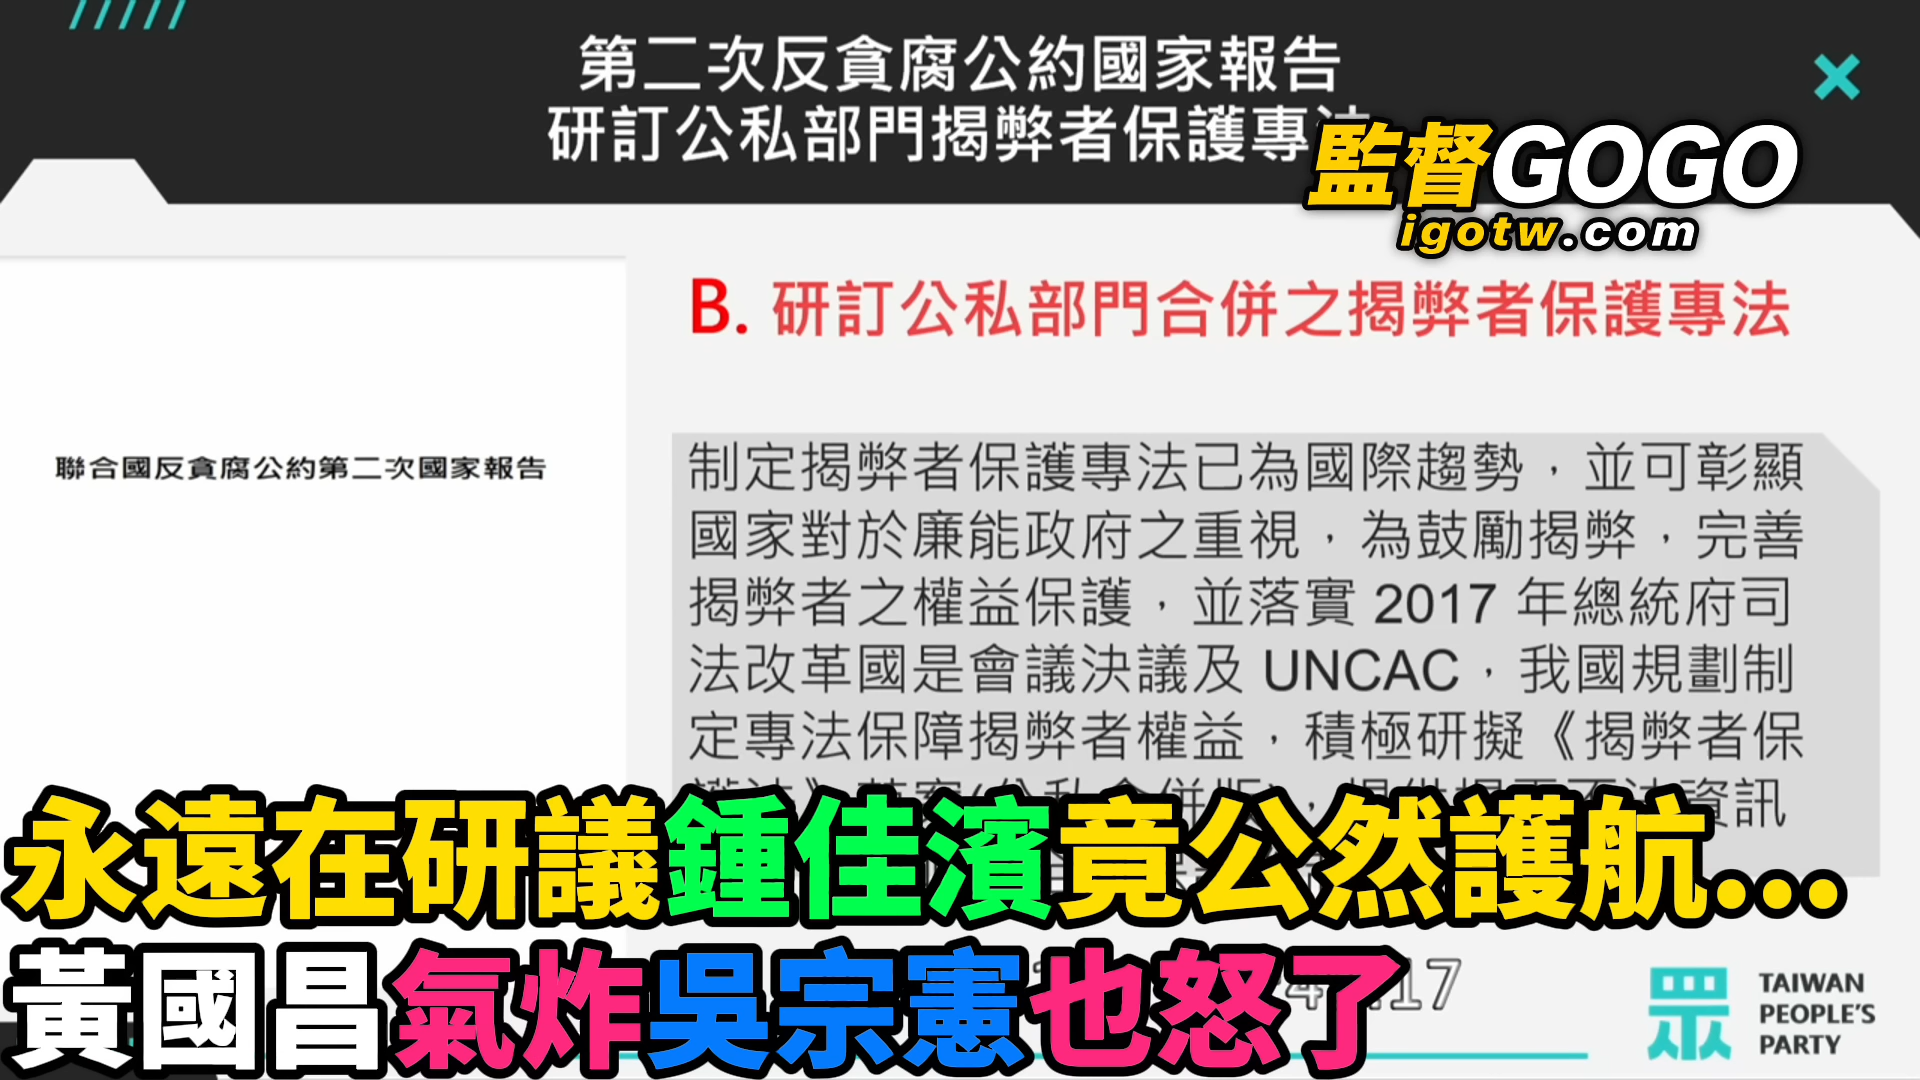 第二次反貪腐公約國家報告
研訂公私部門揭弊者保護專法
監督GOGO
igotw.com
B. 研訂公私部門合併之揭弊者保護專法
聯合國反貪腐公約第二次國家報告
制定揭弊者保護專法已為國際趨勢，並可彰顯
國家對於廉能政府之重視，為鼓勵揭弊，完善
揭弊者之權益保護，並落實 2017 年總統府司
法改革國是會議決議及 UNCAC，我國規劃制
定專法保障揭弊者權益，積極研擬《揭弊者保
資訊
永遠在研議鍾佳濱竟公然護航...
黃國昌氣炸吳宗憲也怒了
17
眾
TAIWAN
PEOPLE'S
PARTY